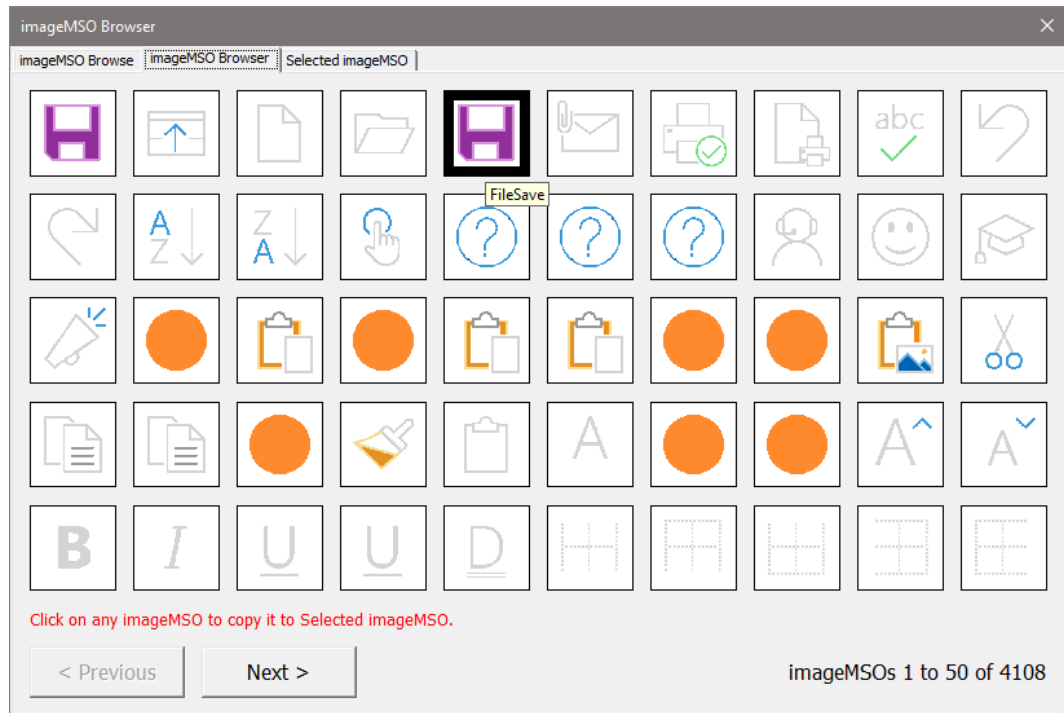 imageMSO Browser
imageMSO Browse imageMSO Browser Selected imageMSO
abc
FileSave
A
Z
Z
A
? ? ?
A A A
B I U U D
Click on any imageMSO to copy it to Selected imageMSO.
< Previous Next > imageMSOs 1 to 50 of 4108